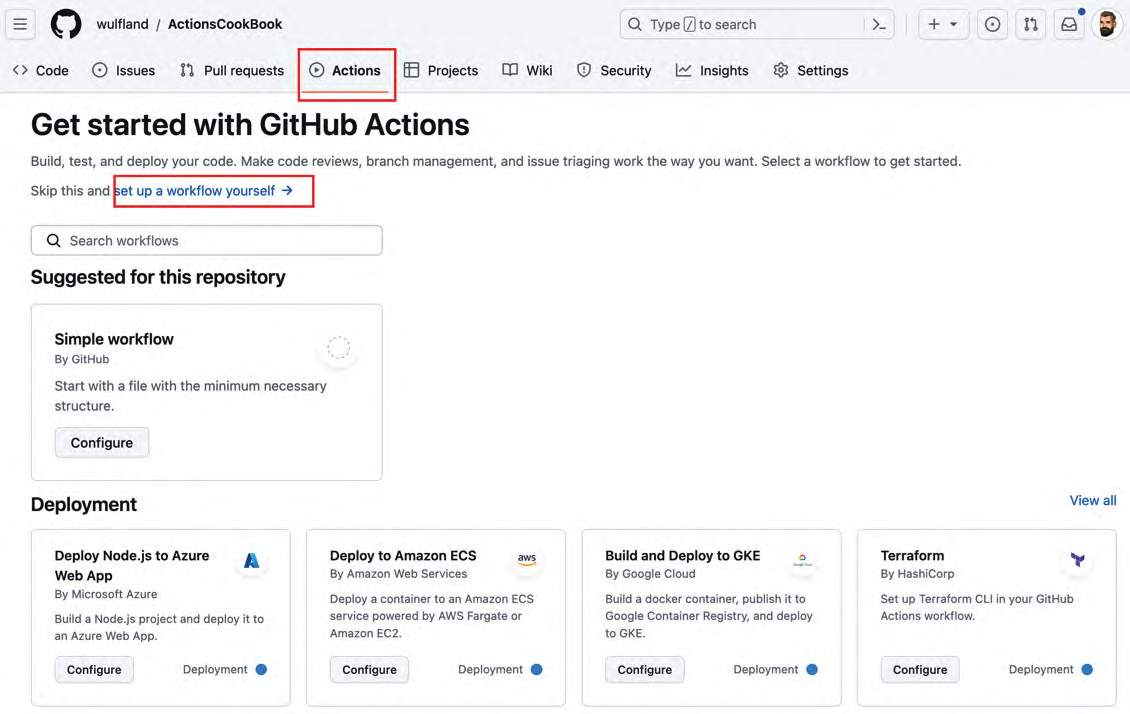 wulfland / ActionsCookBook
Type / to search
Code
Issues
Pull requests
Actions
Projects
Wiki
Security
Insights
Settings
Get started with GitHub Actions
Build, test, and deploy your code. Make code reviews, branch management, and issue triaging work the way you want. Select a workflow to get started.
Skip this and set up a workflow yourself →
Search workflows
Suggested for this repository
Simple workflow
By GitHub
Start with a file with the minimum necessary
structure.
Configure
Deployment
View all
Deploy Node.js to Azure
Web App
By Microsoft Azure
Build a Node.js project and deploy it to
an Azure Web App.
Configure
Deployment
Deploy to Amazon ECS
aws
By Amazon Web Services
Deploy a container to an Amazon ECS
service powered by AWS Fargate or
Amazon EC2.
Configure
Deployment
Build and Deploy to GKE
Google Cloud
By Google Cloud
Build a docker container, publish it to
Google Container Registry, and deploy
to GKE.
Configure
Deployment
Terraform
By HashiCorp
Set up Terraform CLI in your GitHub
Actions workflow.
Configure
Deployment